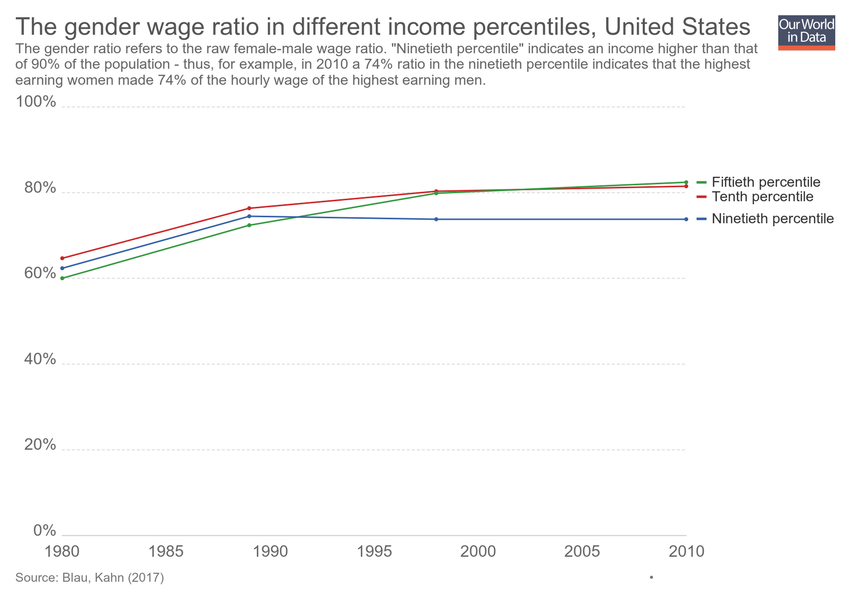 The gender wage ratio in different income percentiles, United States
Our World
in Data
The gender ratio refers to the raw female-male wage ratio. "Ninetieth percentile" indicates an income higher than that
of 90% of the population - thus, for example, in 2010 a 74% ratio in the ninetieth percentile indicates that the highest
earning women made 74% of the hourly wage of the highest earning men.
100%
80%
60%
40%
20%
0%
Fiftieth percentile
Tenth percentile
Ninetieth percentile
1980 1985 1990 1995 2000 2005 2010
Source: Blau, Kahn (2017)